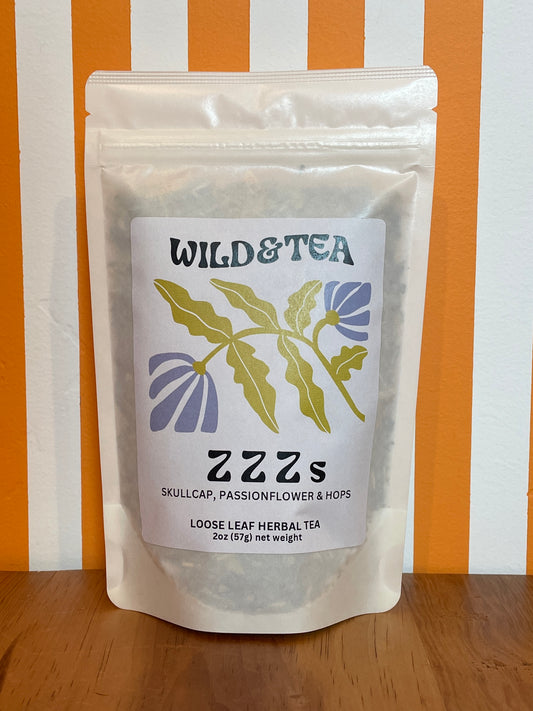 WILD&TEA
ZZZs
SKULLCAP, PASSIONFLOWER & HOPS
LOOSE LEAF HERBAL TEA
2oz (57g) net weight